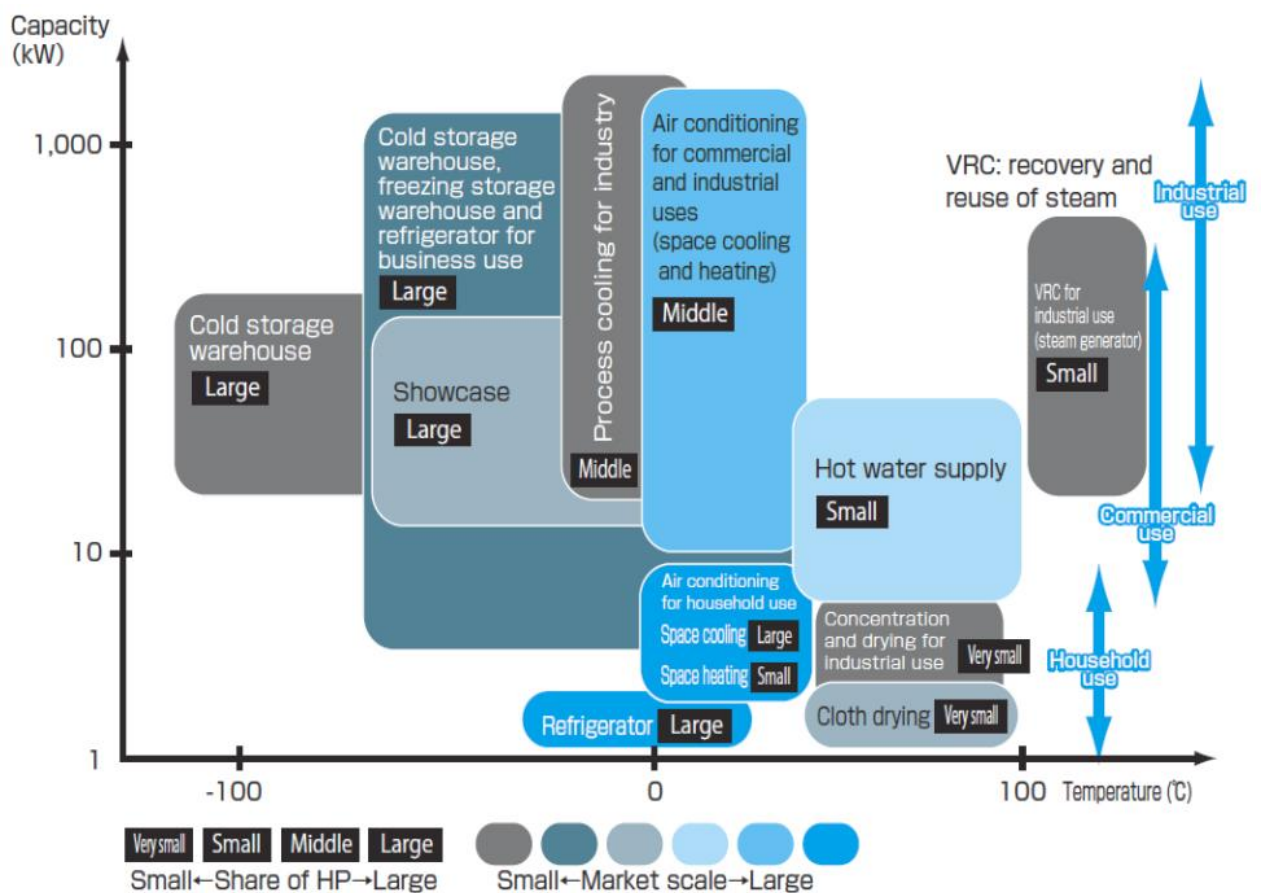 Capacity
(kW)
1,000
100
10
1
Cold storage
warehouse
Large
Cold storage
warehouse,
freezing storage
warehouse and
refrigerator for
business use
Large
Showcase
Large
Process cooling for industry
Middle
Air conditioning
for commercial
and industrial
uses
(space cooling
and heating)
Middle
VRC: recovery and
reuse of steam
VRC for
industrial use
(steam generator)
Small
Hot water supply
Small
Air conditioning
for household use
Space cooling Large
Space heating Small
Concentration
and drying for
industrial use
Very small
Refrigerator Large
Cloth drying Very small
Industrial
use
Commercial
use
Household
use
-100
0
100
Temperature (℃)
Very small Small Middle Large
Small←Share of HP→Large
Small←Market scale→Large